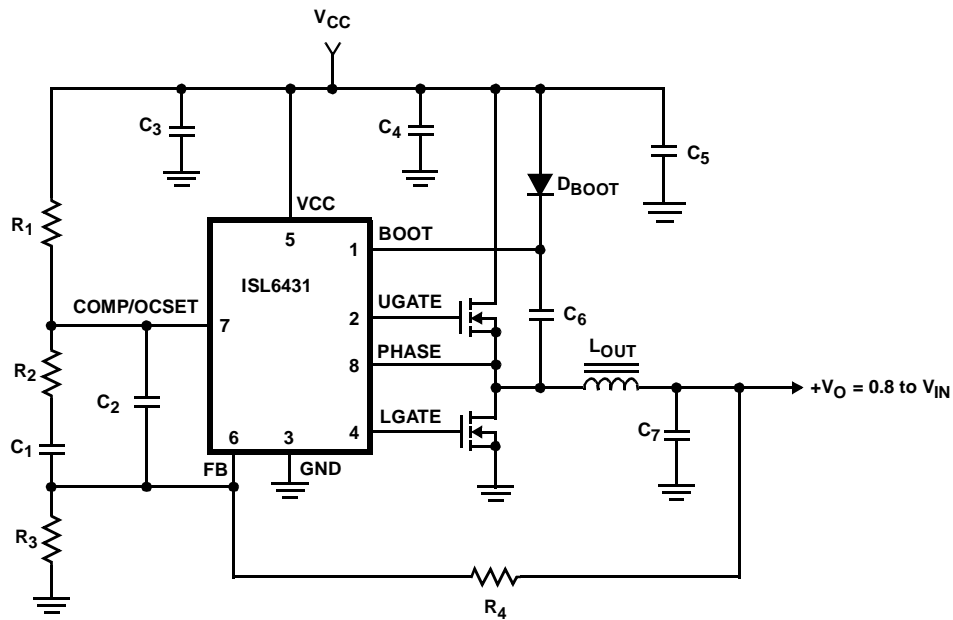 VCC
C3
C4
C5
DBOOT
R1
VCC
5
BOOT
1
ISL6431
COMP/OCSET
7
UGATE
2
C6
PHASE
8
LOUT
+VO = 0.8 to VIN
R2
C2
C1
LGATE
4
C7
6
3
FB
GND
R3
R4